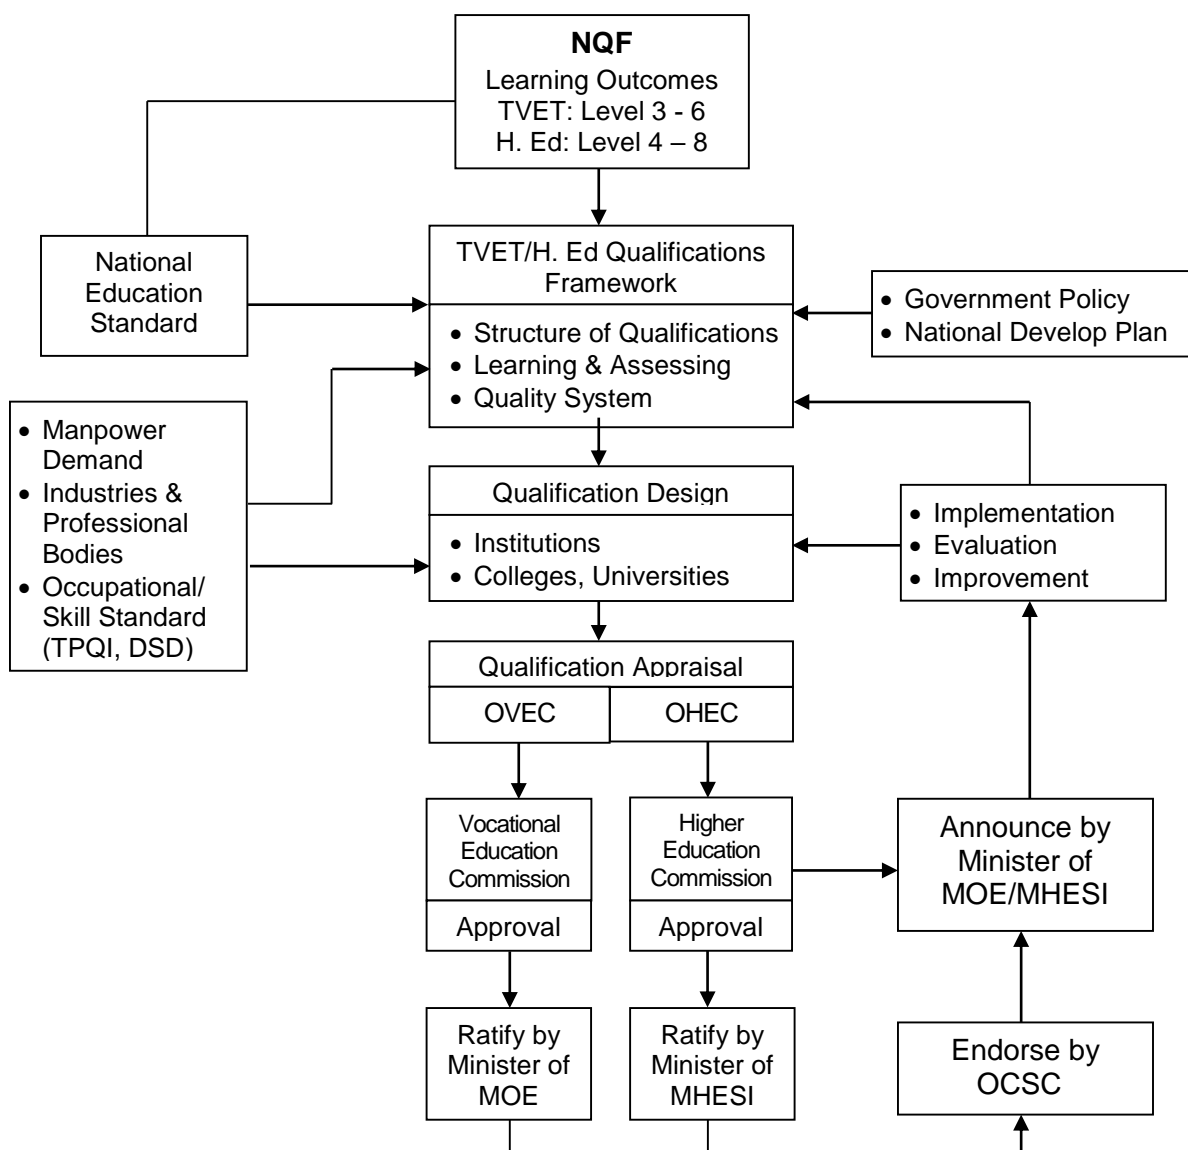 NQF
Learning Outcomes
TVET: Level 3 - 6
H. Ed: Level 4 – 8
National
Education
Standard
TVET/H. Ed Qualifications
Framework
• Structure of Qualifications
• Learning & Assessing
• Quality System
• Government Policy
• National Develop Plan
• Manpower
Demand
• Industries &
Professional
Bodies
• Occupational/
Skill Standard
(TPQI, DSD)
Qualification Design
• Institutions
• Colleges, Universities
• Implementation
• Evaluation
• Improvement
Qualification Appraisal
OVEC
OHEC
Vocational
Education
Commission
Approval
Higher
Education
Commission
Approval
Announce by
Minister of
MOE/MHESI
Ratify by
Minister of
MOE
Ratify by
Minister of
MHESI
Endorse by
OCSC